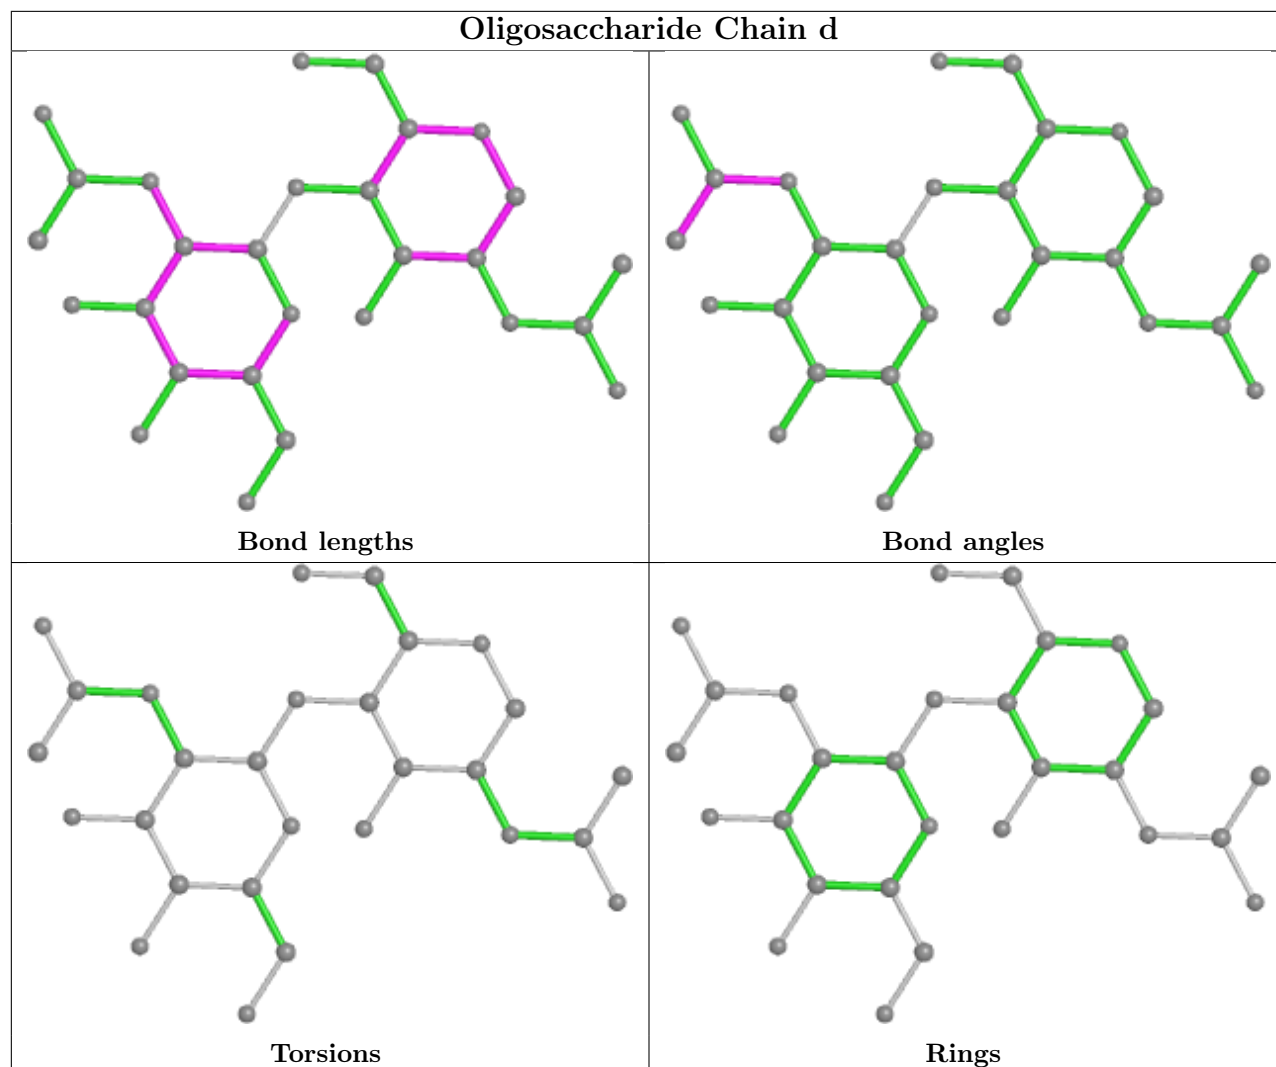 Oligosaccharide Chain d
Bond lengths
Bond angles
Torsions
Rings